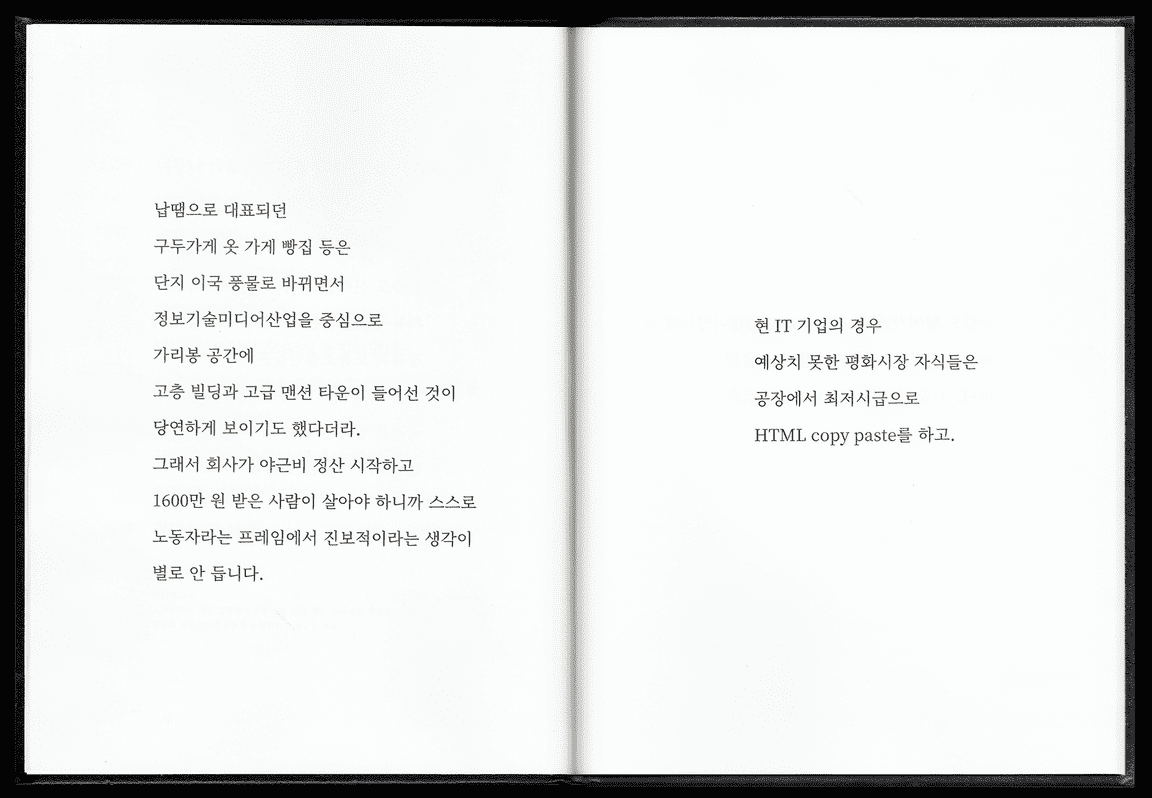 납땜으로 대표되던
구두가게 옷 가게 빵집 등은
단지 이국 풍물로 바뀌면서
정보기술미디어산업을 중심으로
가리봉 공간에
고층 빌딩과 고급 맨션 타운이 들어선 것이
당연하게 보이기도 했다더라.
그래서 회사가 야근비 정산 시작하고
1600만 원 받은 사람이 살아야 하니까 스스로
노동자라는 프레임에서 진보적이라는 생각이
별로 안 듭니다.
현 IT 기업의 경우
예상치 못한 평화시장 자식들은
공장에서 최저시급으로
HTML copy paste를 하고.